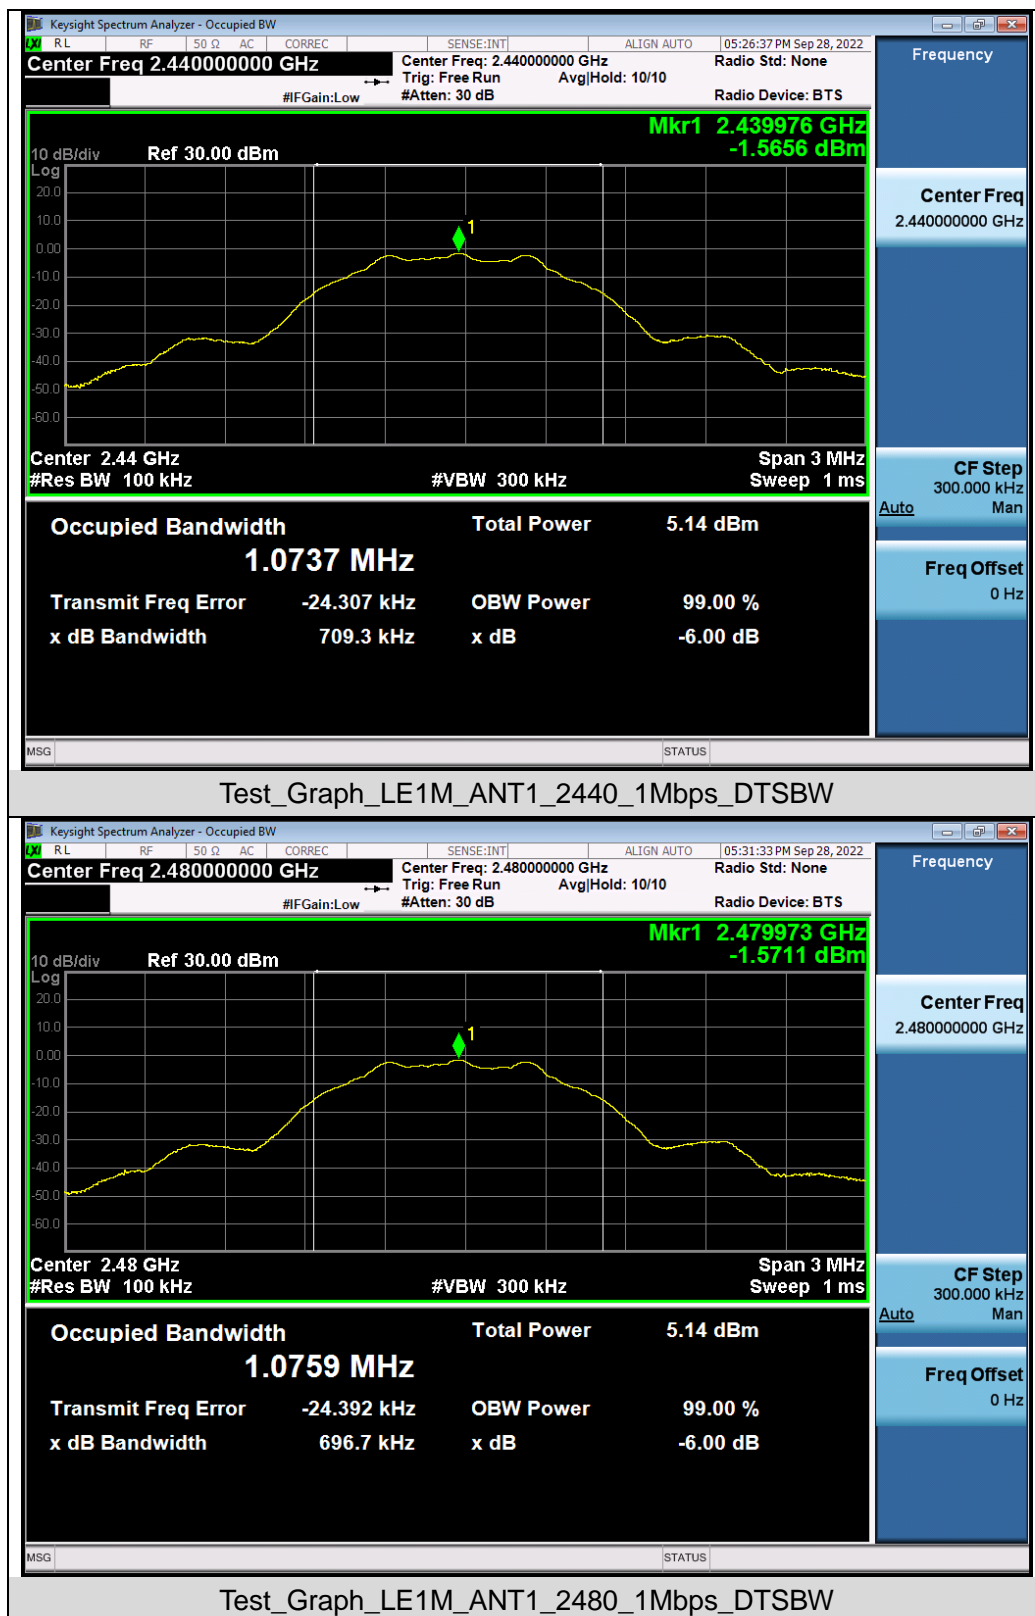 Keysight Spectrum Analyzer - Occupied BW
LXI RL RF 50 Ω AC CORREC SENSE:INT ALIGN AUTO 05:26:37 PM Sep 28, 2022
Center Freq 2.440000000 GHz
Center Freq: 2.440000000 GHz
Radio Std: None
Trig: Free Run Avg|Hold: 10/10
#IFGain:Low #Atten: 30 dB Radio Device: BTS
Mkr1 2.439976 GHz
-1.5656 dBm
10 dB/div Ref 30.00 dBm
Log
20.0
10.0
1
0.00
-10.0
-20.0
-30.0
-40.0
-50.0
-60.0
Center 2.44 GHz Span 3 MHz
#Res BW 100 kHz #VBW 300 kHz Sweep 1 ms
Occupied Bandwidth Total Power 5.14 dBm
1.0737 MHz
Transmit Freq Error -24.307 kHz OBW Power 99.00 %
x dB Bandwidth 709.3 kHz x dB -6.00 dB
MSG STATUS
Frequency
Center Freq
2.440000000 GHz
CF Step
300.000 kHz
Auto Man
Freq Offset
0 Hz
Test_Graph_LE1M_ANT1_2440_1Mbps_DTSBW
Keysight Spectrum Analyzer - Occupied BW
LXI RL RF 50 Ω AC CORREC SENSE:INT ALIGN AUTO 05:31:33 PM Sep 28, 2022
Center Freq 2.480000000 GHz
Center Freq: 2.480000000 GHz
Radio Std: None
Trig: Free Run Avg|Hold: 10/10
#IFGain:Low #Atten: 30 dB Radio Device: BTS
Mkr1 2.479973 GHz
-1.5711 dBm
10 dB/div Ref 30.00 dBm
Log
20.0
10.0
1
0.00
-10.0
-20.0
-30.0
-40.0
-50.0
-60.0
Center 2.48 GHz Span 3 MHz
#Res BW 100 kHz #VBW 300 kHz Sweep 1 ms
Occupied Bandwidth Total Power 5.14 dBm
1.0759 MHz
Transmit Freq Error -24.392 kHz OBW Power 99.00 %
x dB Bandwidth 696.7 kHz x dB -6.00 dB
MSG STATUS
Frequency
Center Freq
2.480000000 GHz
CF Step
300.000 kHz
Auto Man
Freq Offset
0 Hz
Test_Graph_LE1M_ANT1_2480_1Mbps_DTSBW